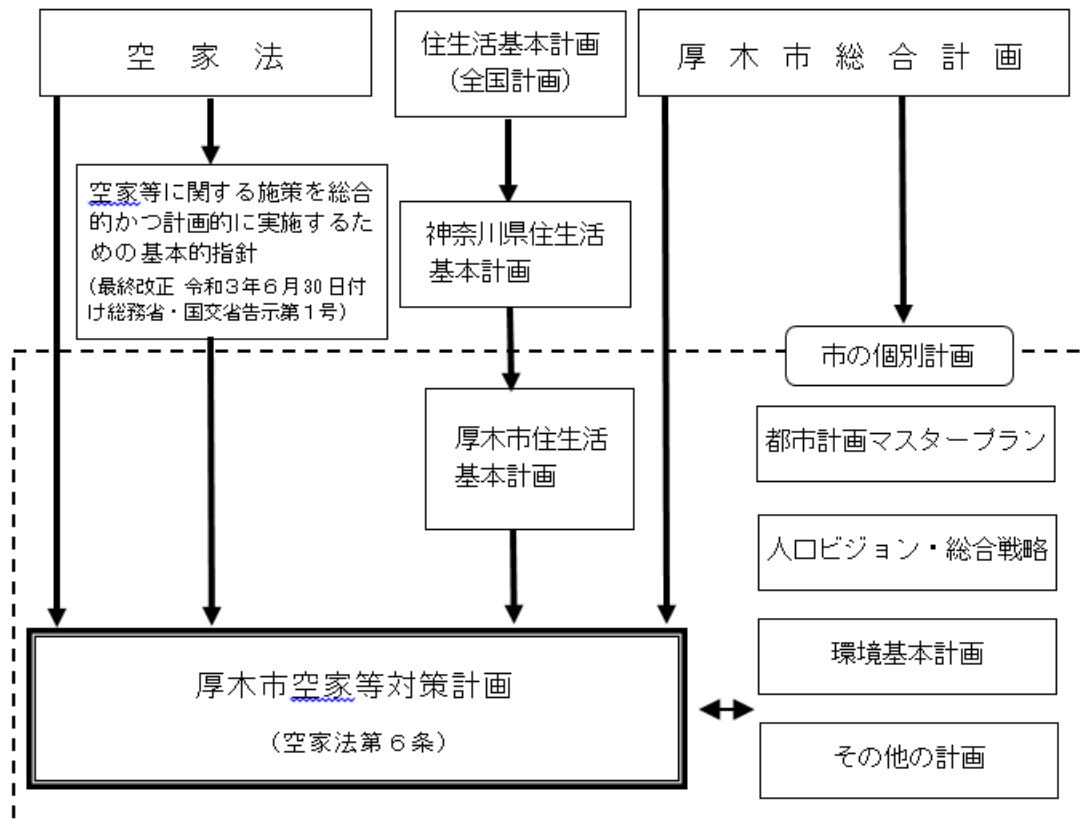 空家法
住生活基本計画
(全国計画)
厚木市総合計画
空家等に関する施策を総合
的かつ計画的に実施するた
めの基本的指針
(最終改正 令和３年６月30日付
け総務省・国交省告示第１号)
神奈川県住生活
基本計画
市の個別計画
厚木市住生活
基本計画
都市計画マスタープラン
人口ビジョン・総合戦略
環境基本計画
その他の計画
厚木市空家等対策計画
(空家法第６条)